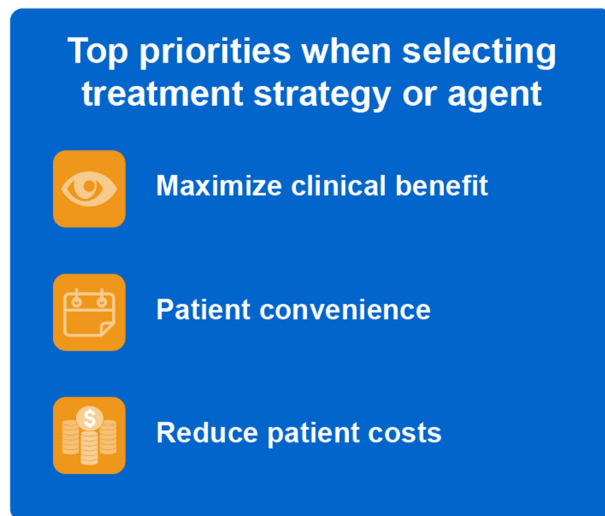 Top priorities when selecting
treatment strategy or agent
Maximize clinical benefit
Patient convenience
$
Reduce patient costs